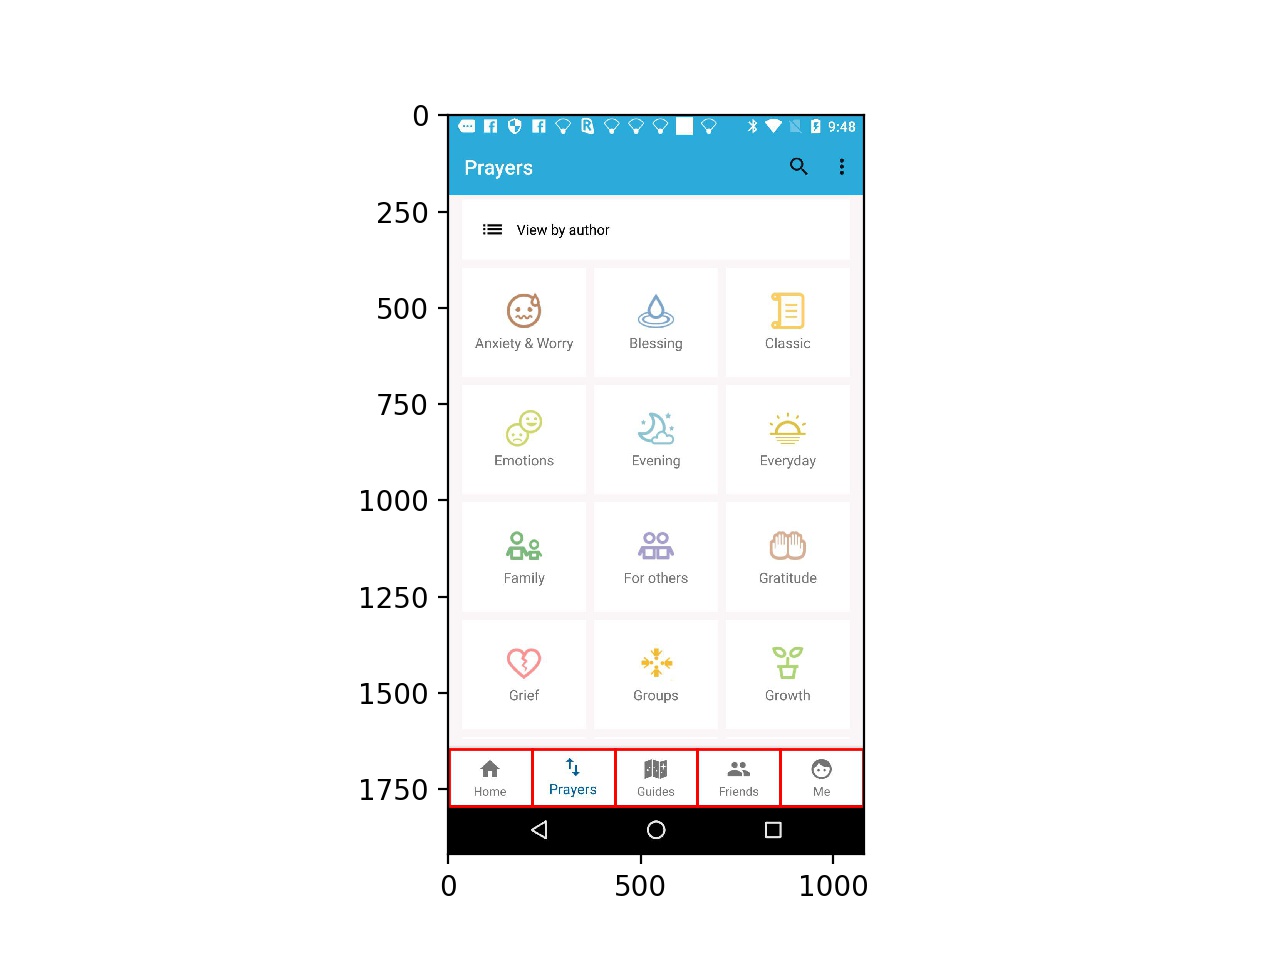 9:48
Prayers
View by author
Anxiety & Worry Blessing Classic
Emotions Evening Everyday
Family For others Gratitude
Grief Groups Growth
Home Prayers Guides Friends Me
0
250
500
750
1000
1250
1500
1750
0 500 1000